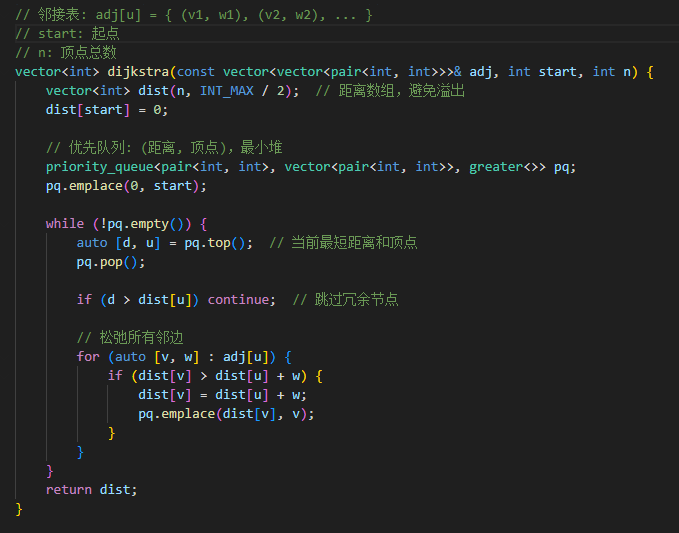 // 邻接表: adj[u] = { (v1, w1), (v2, w2), ... }
// start: 起点
// n: 顶点总数
vector<int> dijkstra(const vector<vector<pair<int, int>>>& adj, int start, int n) {
    vector<int> dist(n, INT_MAX / 2);  // 距离数组，避免溢出
    dist[start] = 0;

    // 优先队列: (距离, 顶点)，最小堆
    priority_queue<pair<int, int>, vector<pair<int, int>>, greater<>> pq;
    pq.emplace(0, start);

    while (!pq.empty()) {
        auto [d, u] = pq.top();  // 当前最短距离和顶点
        pq.pop();

        if (d > dist[u]) continue;  // 跳过冗余节点

        // 松弛所有邻边
        for (auto [v, w] : adj[u]) {
            if (dist[v] > dist[u] + w) {
                dist[v] = dist[u] + w;
                pq.emplace(dist[v], v);
            }
        }
    }
    return dist;
}